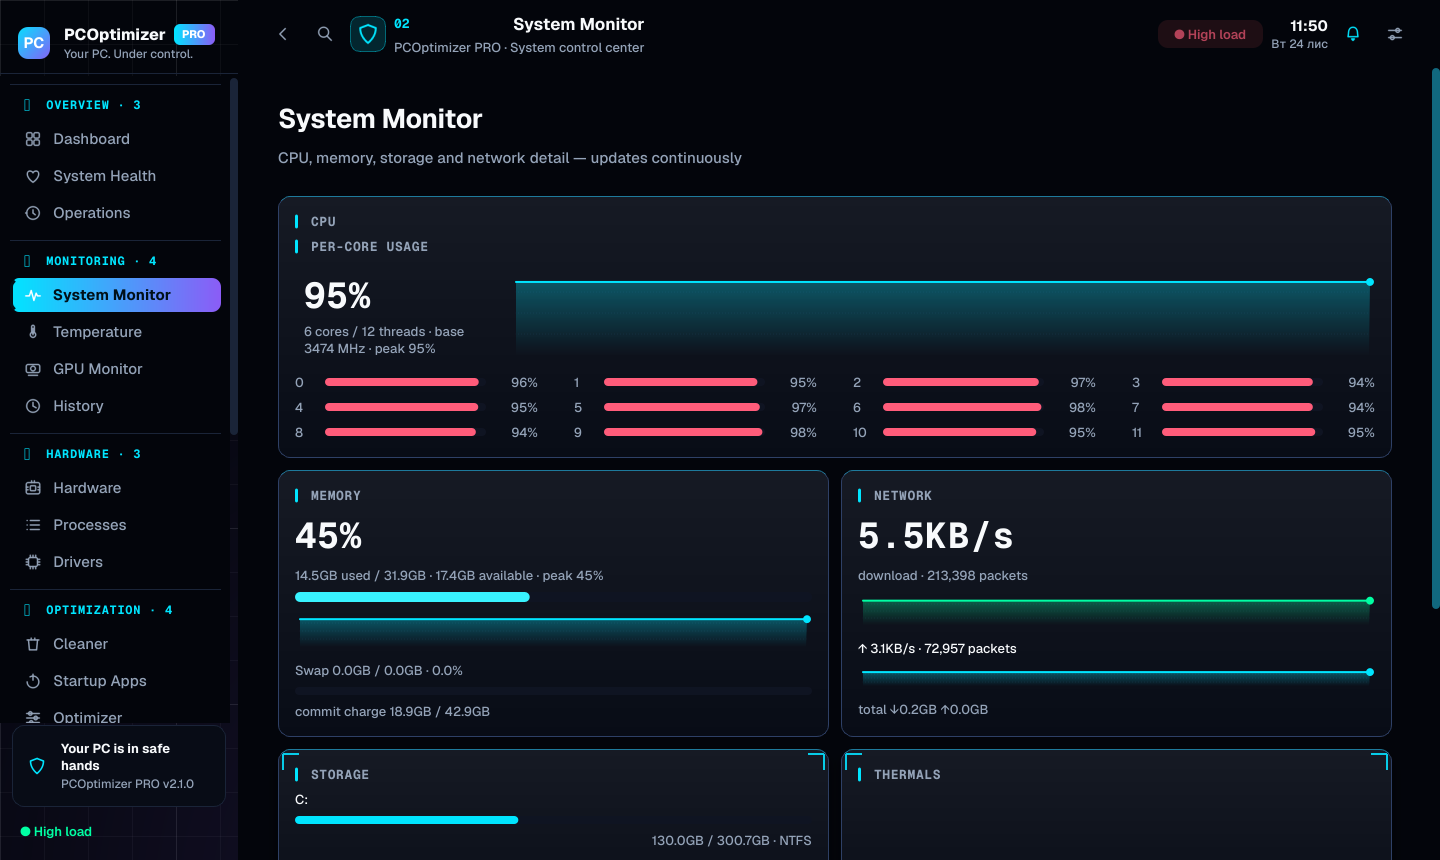 PC
PCOptimizer PRO
Your PC. Under control.
OVERVIEW · 3
Dashboard
System Health
Operations
MONITORING · 4
System Monitor
Temperature
GPU Monitor
History
HARDWARE · 3
Hardware
Processes
Drivers
OPTIMIZATION · 4
Cleaner
Startup Apps
Optimizer
Your PC is in safe
hands
PCOptimizer PRO v2.1.0
High load
02 System Monitor
PCOptimizer PRO · System control center
High load
11:50
Вт 24 лис
System Monitor
CPU, memory, storage and network detail — updates continuously
CPU
PER-CORE USAGE
95%
6 cores / 12 threads · base
3474 MHz · peak 95%
0 96% 1 95% 2 97% 3 94%
4 95% 5 97% 6 98% 7 94%
8 94% 9 98% 10 95% 11 95%
MEMORY
45%
14.5GB used / 31.9GB · 17.4GB available · peak 45%
Swap 0.0GB / 0.0GB · 0.0%
commit charge 18.9GB / 42.9GB
NETWORK
5.5KB/s
download · 213,398 packets
↑ 3.1KB/s · 72,957 packets
total ↓0.2GB ↑0.0GB
STORAGE
C:
130.0GB / 300.7GB · NTFS
THERMALS